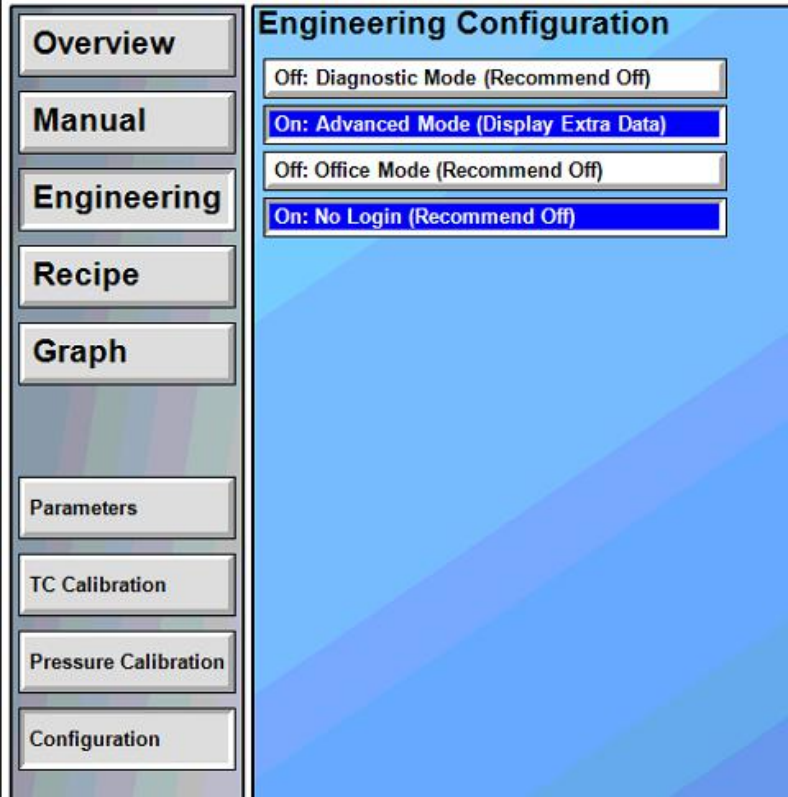 Overview
Manual
Engineering
Recipe
Graph
Parameters
TC Calibration
Pressure Calibration
Configuration
Engineering Configuration
Off: Diagnostic Mode (Recommend Off)
On: Advanced Mode (Display Extra Data)
Off: Office Mode (Recommend Off)
On: No Login (Recommend Off)